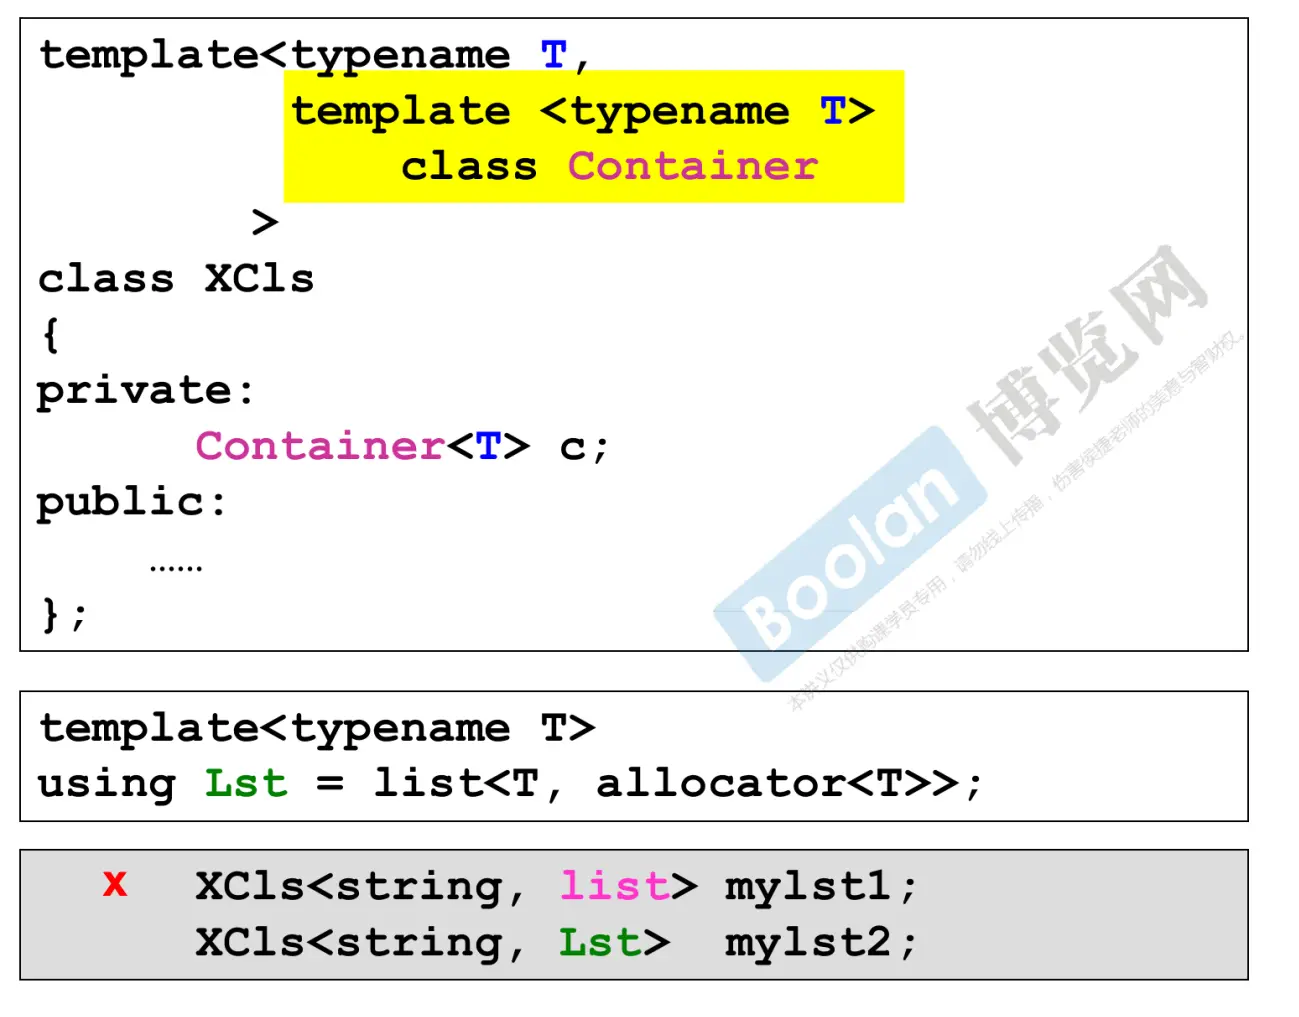 template<typename T,
template <typename T>
class Container
>
class XCls
{
private:
Container<T> c;
public:
......
};
博览网
Boolan
本讲义仅供购课学员专用，请勿线上传播，伤害侯捷老师的美意与智财权。
template<typename T>
using Lst = list<T, allocator<T>>;
x XCls<string, list> mylst1;
XCls<string, Lst> mylst2;